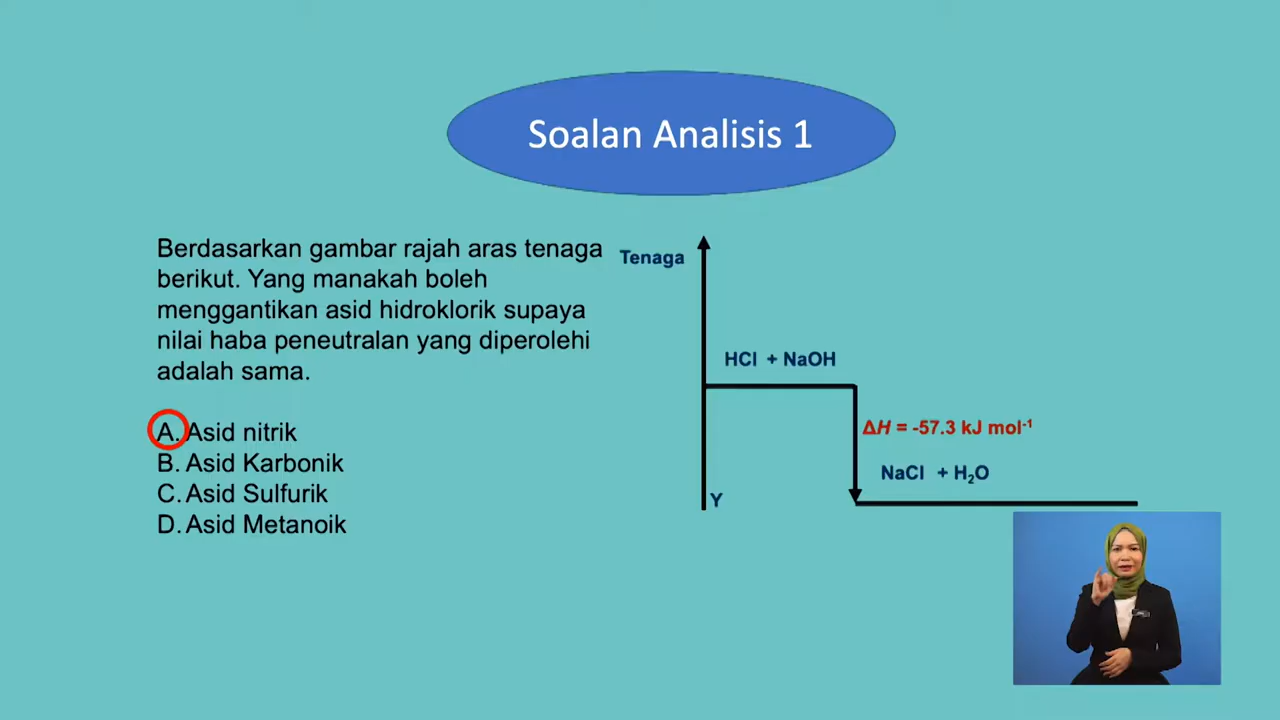 Soalan Analisis 1
Berdasarkan gambar rajah aras tenaga
berikut. Yang manakah boleh
menggantikan asid hidroklorik supaya
nilai haba peneutralan yang diperolehi
adalah sama.
A. Asid nitrik
B. Asid Karbonik
C. Asid Sulfurik
D. Asid Metanoik
Tenaga
HCl + NaOH
ΔH = -57.3 kJ mol⁻¹
NaCl + H₂O
Y